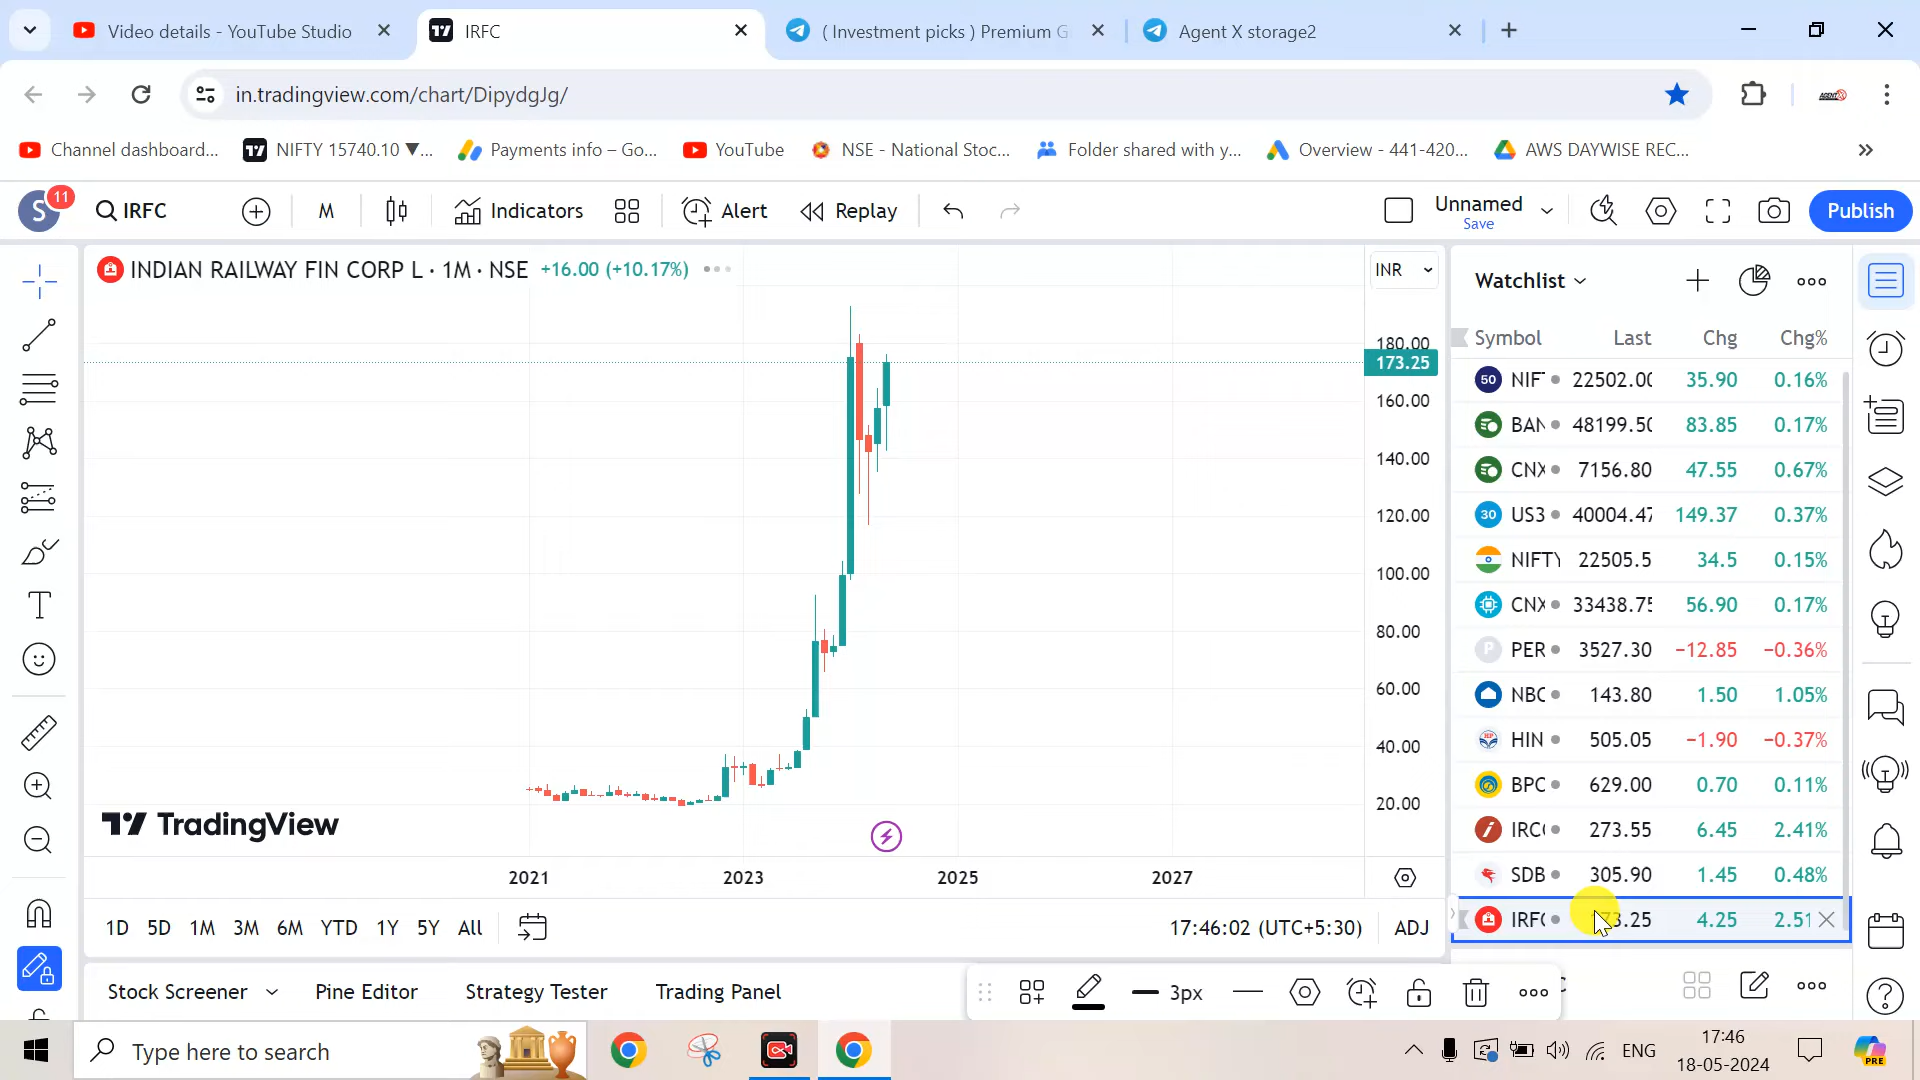 Video details - YouTube Studio
IRFC
( Investment picks ) Premium G
Agent X storage2
in.tradingview.com/chart/DipydgJg/
Channel dashboard...
NIFTY 15740.10 ▼...
Payments info – Go...
YouTube
NSE - National Stoc...
Folder shared with y...
Overview - 441-420...
AWS DAYWISE REC...
S 11
IRFC
M
Indicators
Alert
Replay
Unnamed
Save
Publish
INDIAN RAILWAY FIN CORP L · 1M · NSE +16.00 (+10.17%)
INR
180.00
173.25
160.00
140.00
120.00
100.00
80.00
60.00
40.00
20.00
TradingView
2021 2023 2025 2027
1D 5D 1M 3M 6M YTD 1Y 5Y All
17:46:02 (UTC+5:30) ADJ
Stock Screener Pine Editor Strategy Tester Trading Panel
3px
Watchlist
Symbol Last Chg Chg%
50 NIF 22502.00 35.90 0.16%
BAN 48199.50 83.85 0.17%
CNX 7156.80 47.55 0.67%
30 US3 40004.47 149.37 0.37%
NIFTY 22505.5 34.5 0.15%
CNX 33438.75 56.90 0.17%
P PER 3527.30 −12.85 −0.36%
NBC 143.80 1.50 1.05%
HIN 505.05 −1.90 −0.37%
BPC 629.00 0.70 0.11%
IRC 273.55 6.45 2.41%
SDB 305.90 1.45 0.48%
IRFC 4.25 2.51
Type here to search
ENG
17:46
18-05-2024
PRE